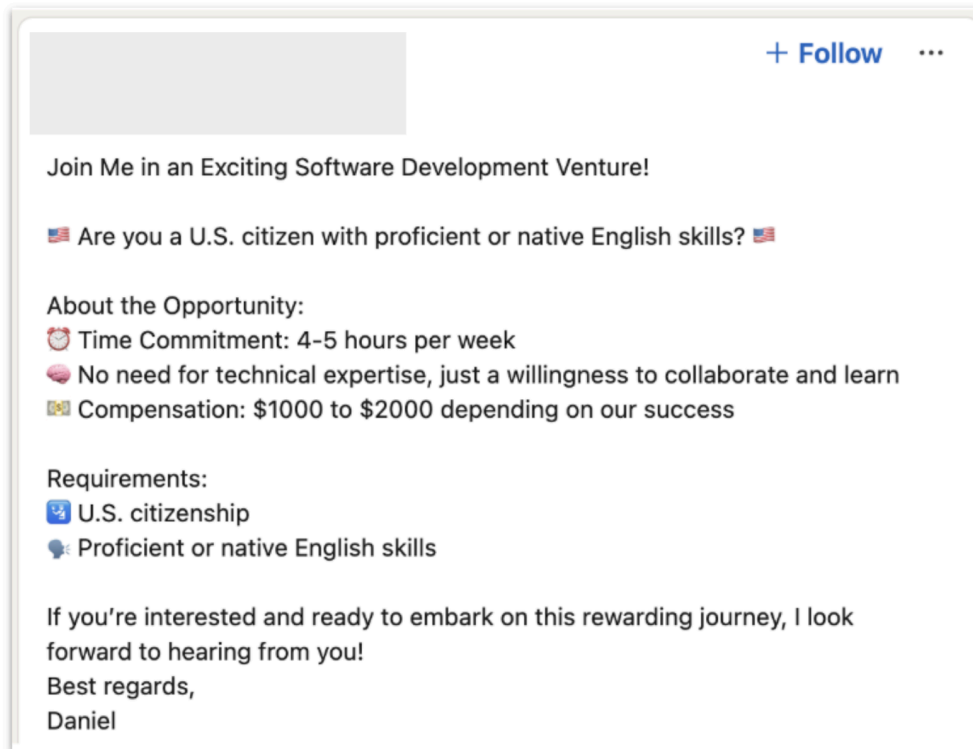 + Follow ...
Join Me in an Exciting Software Development Venture!
🇺🇸 Are you a U.S. citizen with proficient or native English skills? 🇺🇸
About the Opportunity:
⏰ Time Commitment: 4-5 hours per week
🧠 No need for technical expertise, just a willingness to collaborate and learn
💵 Compensation: $1000 to $2000 depending on our success
Requirements:
🛂 U.S. citizenship
🗣 Proficient or native English skills
If you’re interested and ready to embark on this rewarding journey, I look
forward to hearing from you!
Best regards,
Daniel